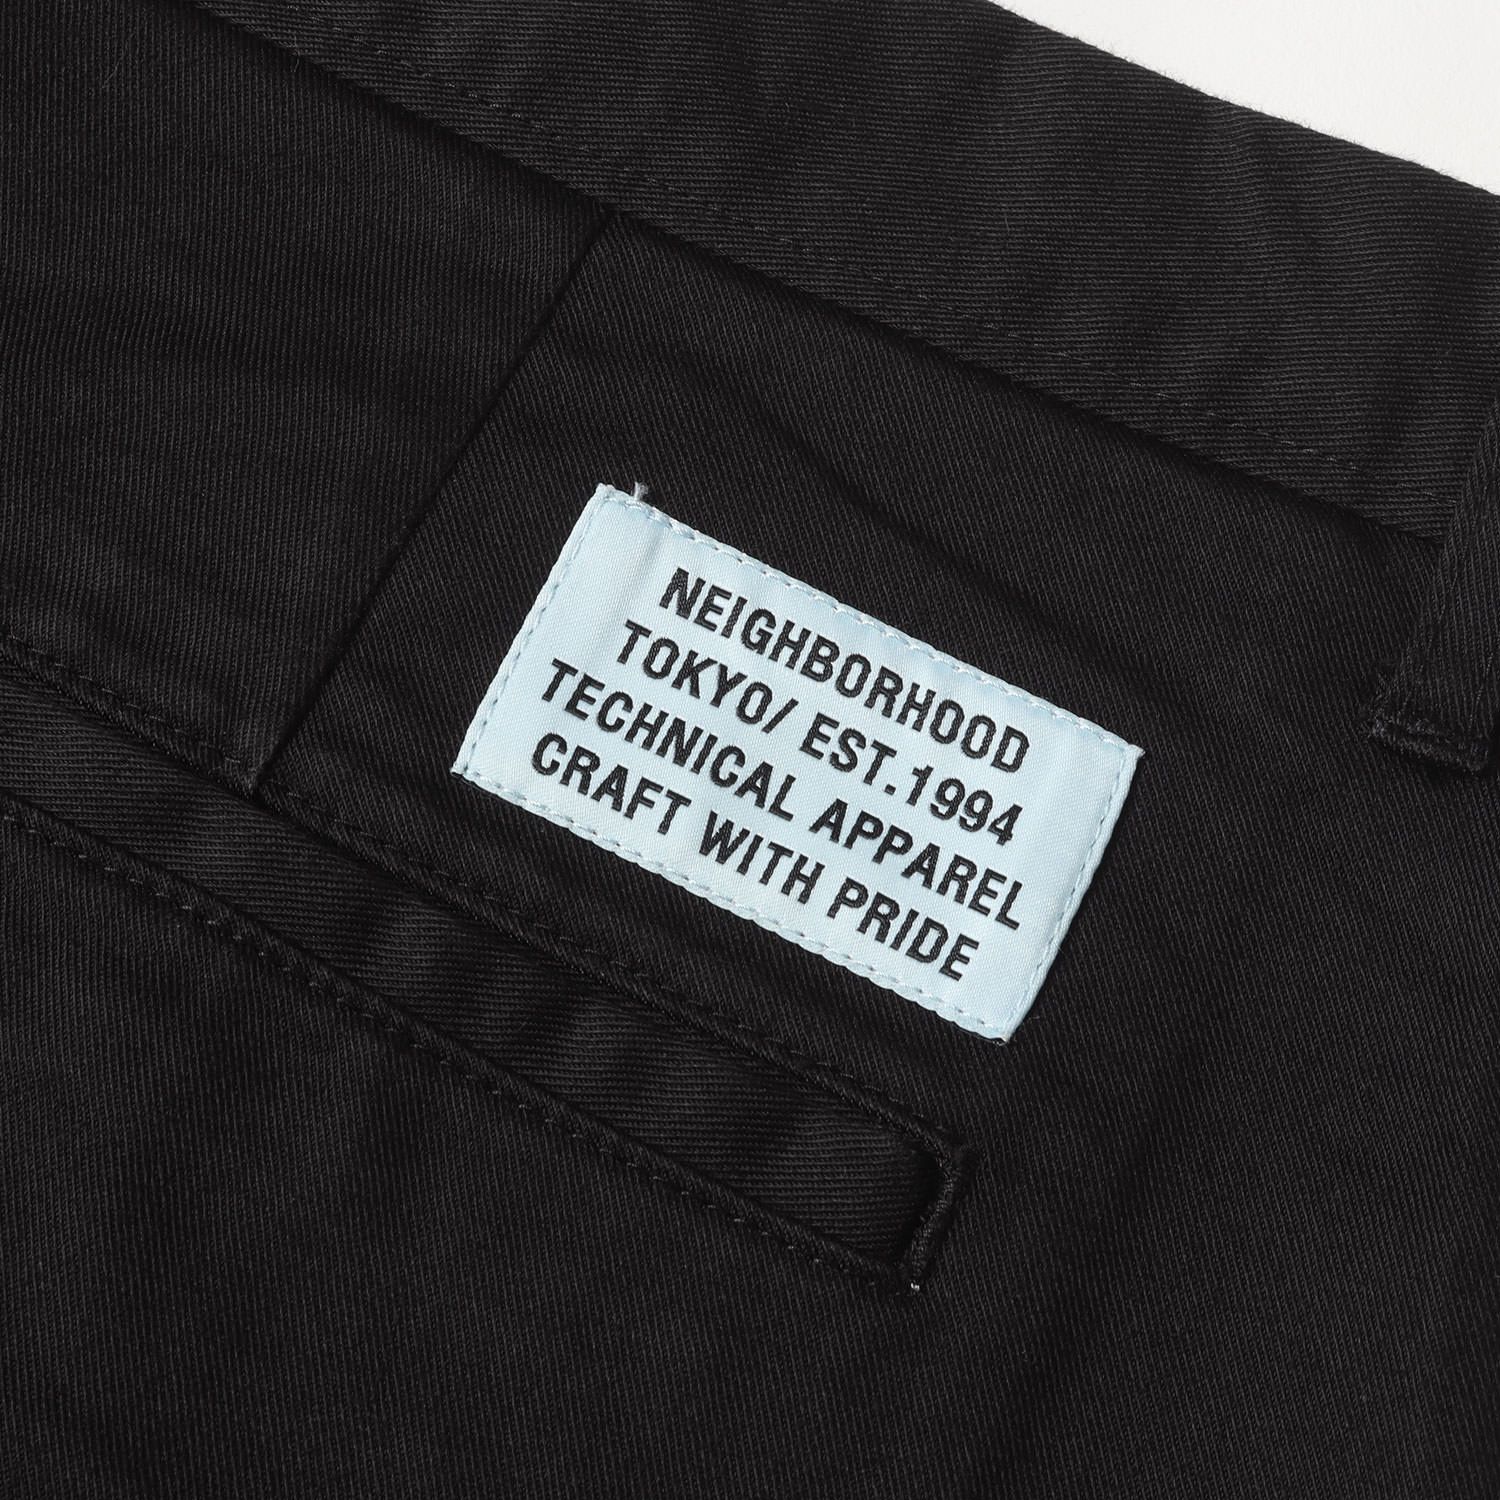 NEIGHBORHOOD
TOKYO/ EST.1994
TECHNICAL APPAREL
CRAFT WITH PRIDE